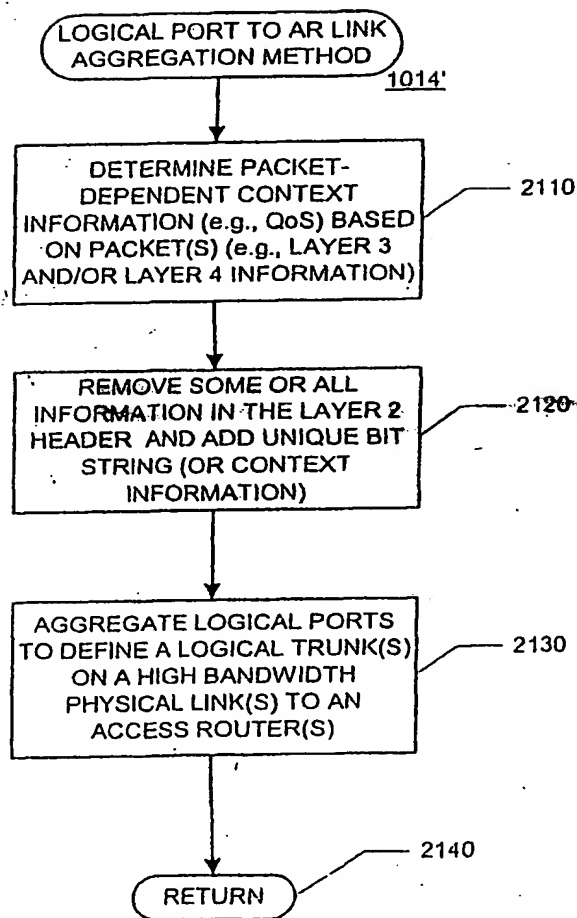 LOGICAL PORT TO AR LINK
AGGREGATION METHOD
1014'
DETERMINE PACKET-
DEPENDENT CONTEXT
INFORMATION (e.g., QoS) BASED
ON PACKET(S) (e.g., LAYER 3
AND/OR LAYER 4 INFORMATION)
2110
REMOVE SOME OR ALL
INFORMATION IN THE LAYER 2
HEADER AND ADD UNIQUE BIT
STRING (OR CONTEXT
INFORMATION)
2120
AGGREGATE LOGICAL PORTS
TO DEFINE A LOGICAL TRUNK(S)
ON A HIGH BANDWIDTH
PHYSICAL LINK(S) TO AN
ACCESS ROUTER(S)
2130
RETURN
2140